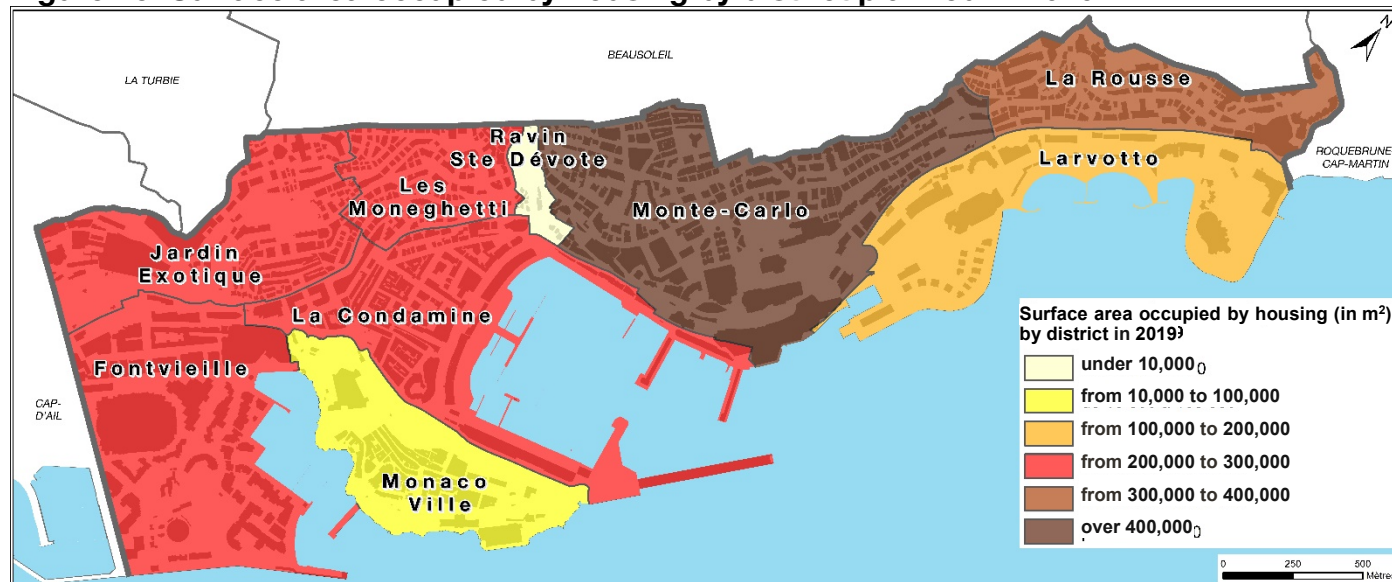 N
BEAUSOLEIL
LA TURBIE
La Rousse
Ravin
Ste Dévote
ROQUEBRUNE
CAP-MARTIN
Larvotto
Les
Moneghetti
Monte-Carlo
Jardin
Exotique
La Condamine
Fontvieille
CAP-
D'AIL
Monaco
Ville
Surface area occupied by housing (in m²)
by district in 2019
under 10,000
from 10,000 to 100,000
from 100,000 to 200,000
from 200,000 to 300,000
from 300,000 to 400,000
over 400,000
0 250 500
Mètre